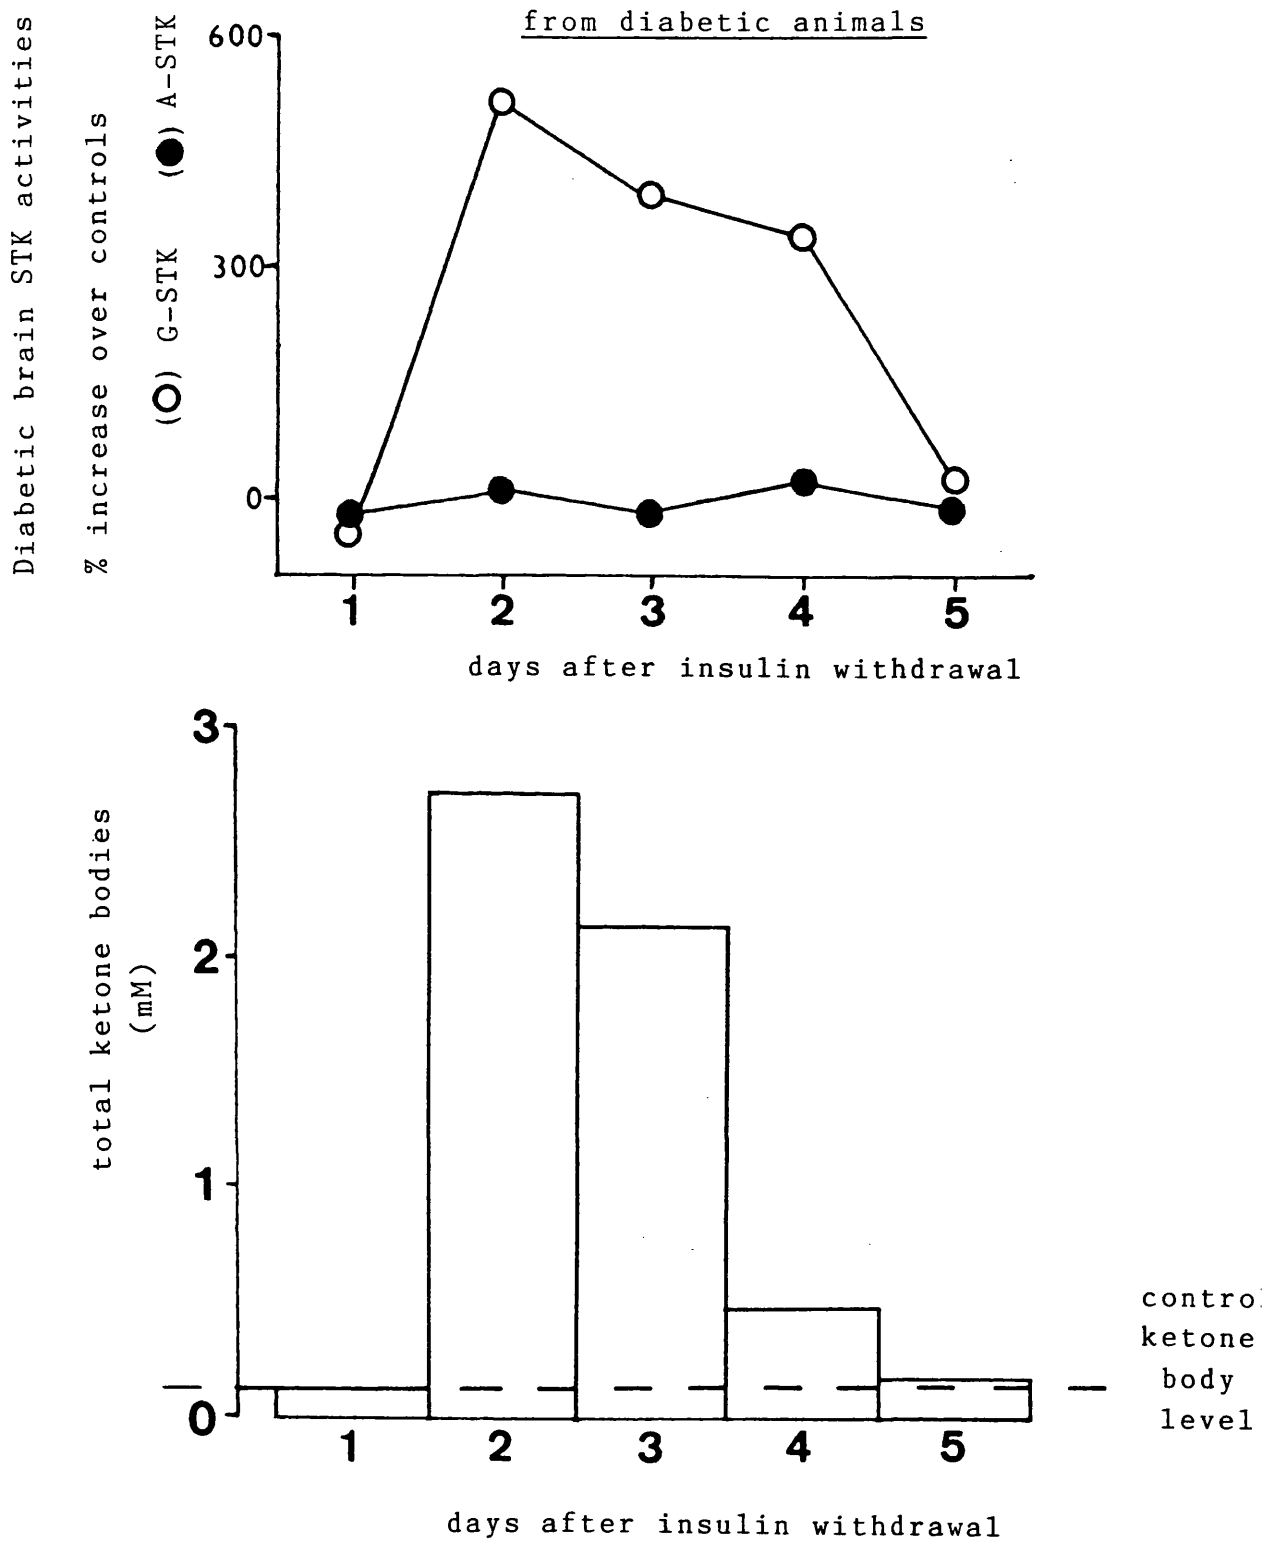 from diabetic animals
Diabetic brain STK activities
% increase over controls
(O) G-STK (●) A-STK
600
300
0
1 2 3 4 5
days after insulin withdrawal
total ketone bodies
(mM)
3
2
1
0
control
ketone
body
level
1 2 3 4 5
days after insulin withdrawal